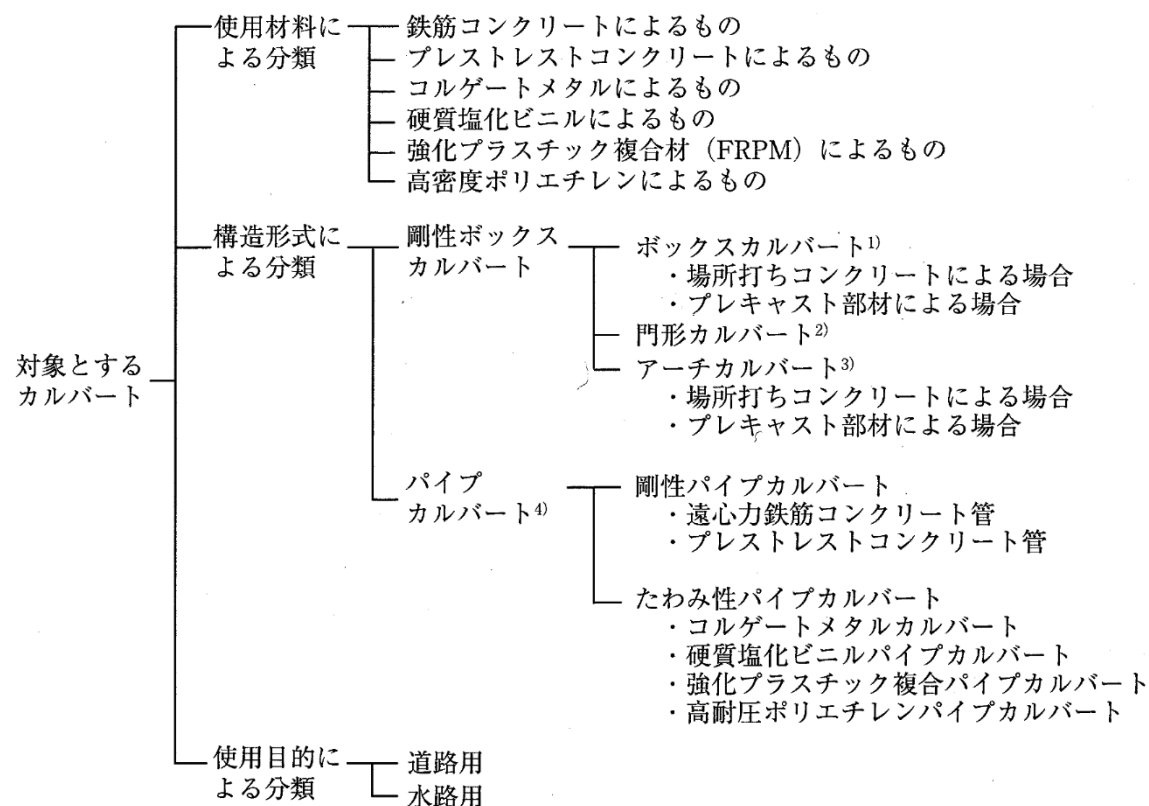 使用材料に
よる分類
鉄筋コンクリートによるもの
プレストレストコンクリートによるもの
コルゲートメタルによるもの
硬質塩化ビニルによるもの
強化プラスチック複合材（FRPM）によるもの
高密度ポリエチレンによるもの
構造形式に
よる分類
剛性ボックス
カルバート
ボックスカルバート1)
・場所打ちコンクリートによる場合
・プレキャスト部材による場合
門形カルバート2)
アーチカルバート3)
・場所打ちコンクリートによる場合
・プレキャスト部材による場合
対象とする
カルバート
パイプ
カルバート4)
剛性パイプカルバート
・遠心力鉄筋コンクリート管
・プレストレストコンクリート管
たわみ性パイプカルバート
・コルゲートメタルカルバート
・硬質塩化ビニルパイプカルバート
・強化プラスチック複合パイプカルバート
・高耐圧ポリエチレンパイプカルバート
使用目的に
よる分類
道路用
水路用